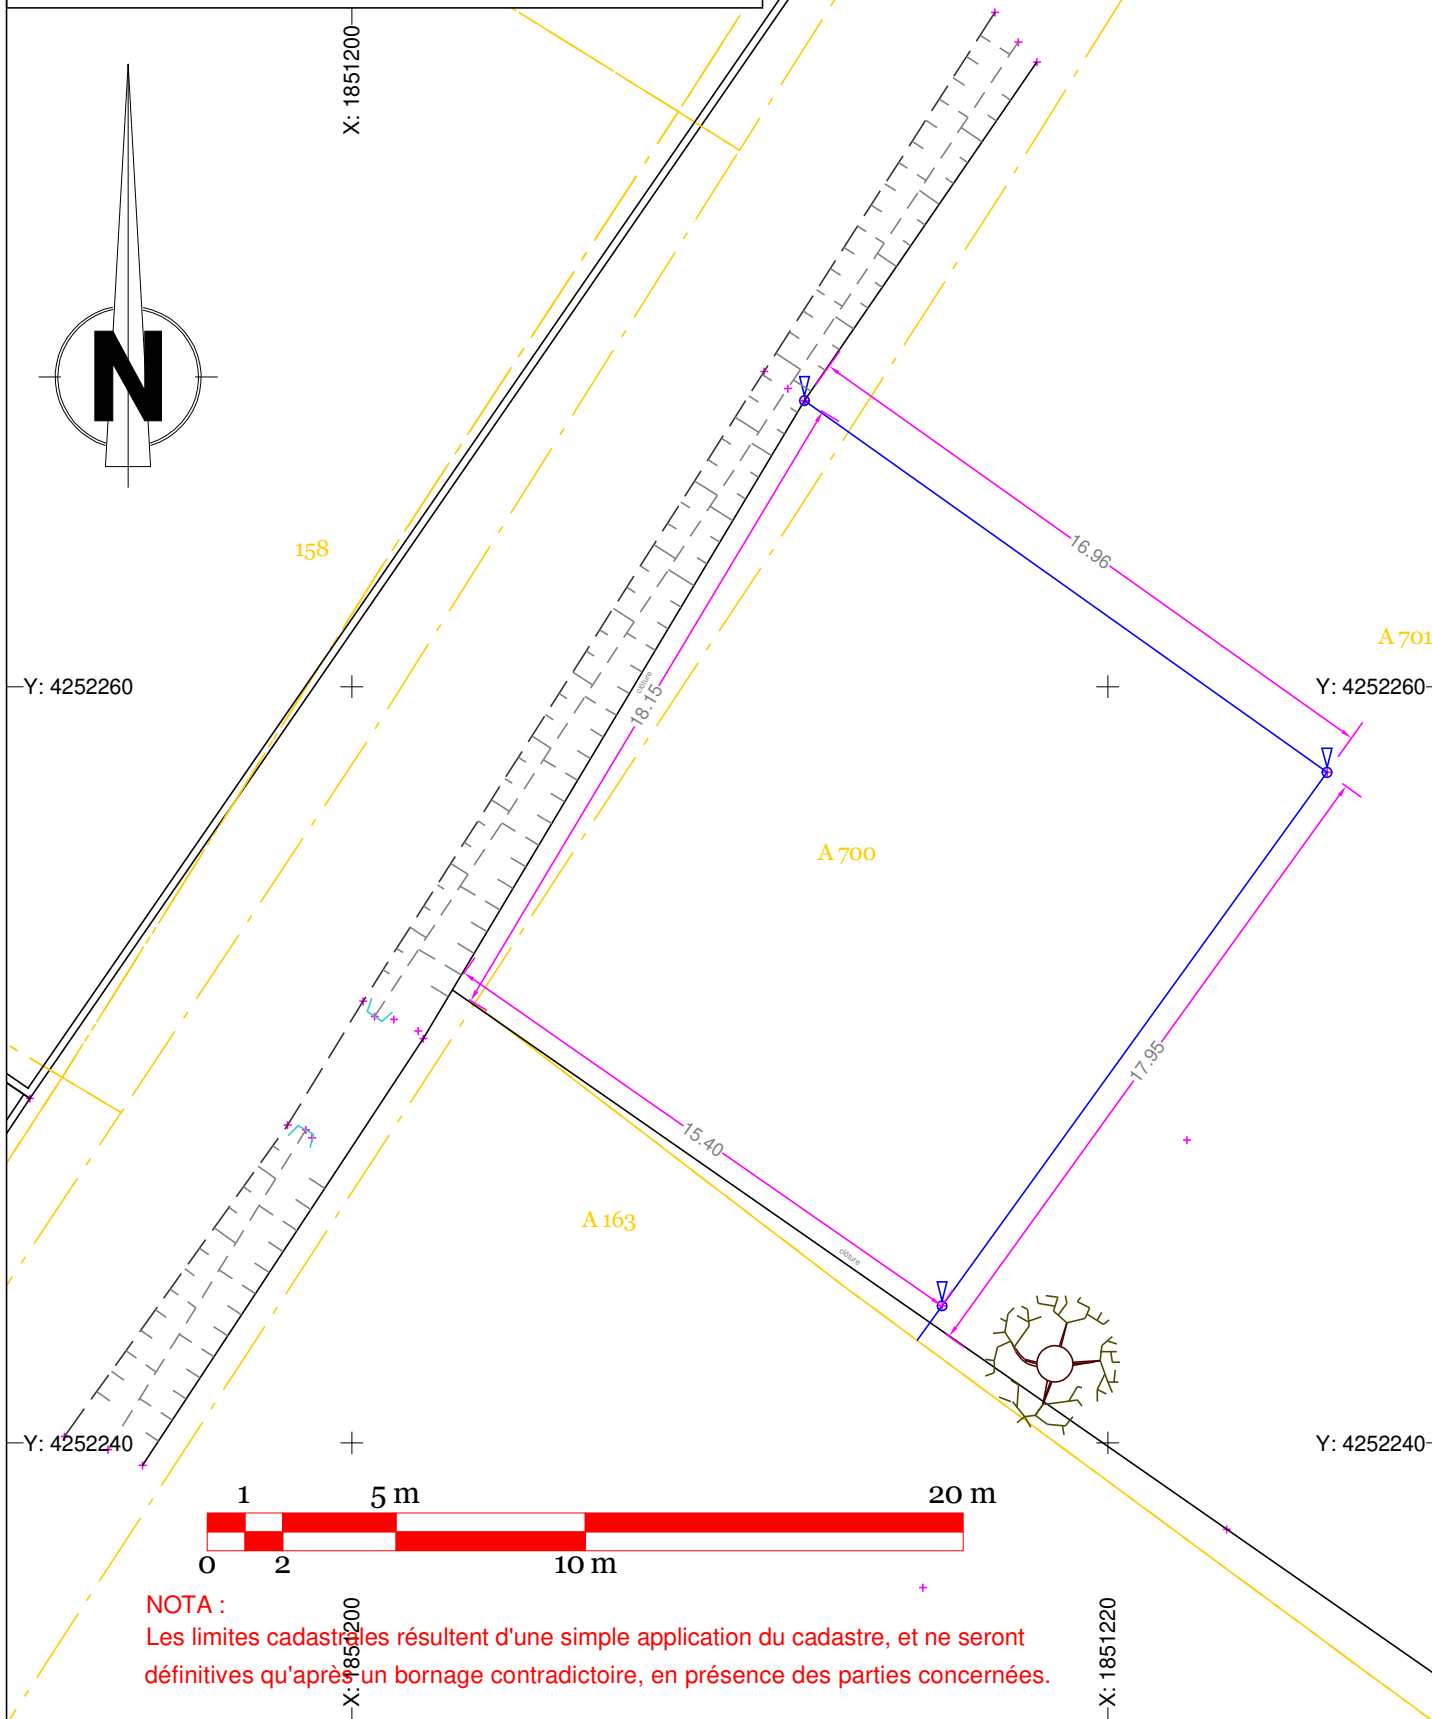 X: 1851200
N
158
16.96
A 701
Y: 4252260
Y: 4252260
clôture
18.15
A 700
17.95
15.40
A 163
clôture
Y: 4252240
Y: 4252240
1
5 m
20 m
0
2
10 m
NOTA :
Les limites cadastrales résultent d'une simple application du cadastre, et ne seront
définitives qu'après un bornage contradictoire, en présence des parties concernées.
X: 1851200
X: 1851220